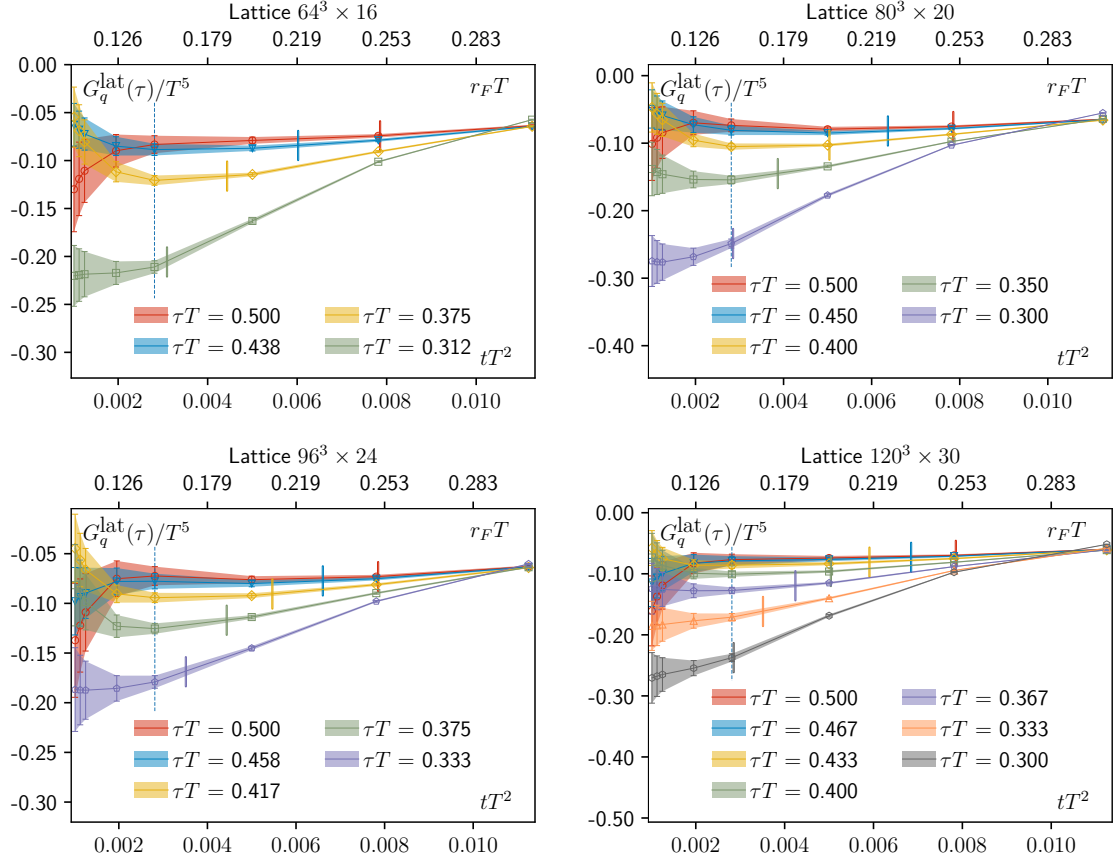 Lattice 64³ × 16
0.126 0.179 0.219 0.253 0.283
G_q^lat(τ)/T⁵ r_F T
0.00
-0.05
-0.10
-0.15
-0.20
-0.25
-0.30
τT = 0.500 τT = 0.375
τT = 0.438 τT = 0.312
tT²
0.002 0.004 0.006 0.008 0.010
Lattice 80³ × 20
0.126 0.179 0.219 0.253 0.283
G_q^lat(τ)/T⁵ r_F T
0.00
-0.10
-0.20
-0.30
-0.40
τT = 0.500 τT = 0.350
τT = 0.450 τT = 0.300
τT = 0.400
tT²
0.002 0.004 0.006 0.008 0.010
Lattice 96³ × 24
0.126 0.179 0.219 0.253 0.283
G_q^lat(τ)/T⁵ r_F T
-0.05
-0.10
-0.15
-0.20
-0.25
-0.30
τT = 0.500 τT = 0.375
τT = 0.458 τT = 0.333
τT = 0.417
tT²
0.002 0.004 0.006 0.008 0.010
Lattice 120³ × 30
0.126 0.179 0.219 0.253 0.283
G_q^lat(τ)/T⁵ r_F T
0.00
-0.10
-0.20
-0.30
-0.40
-0.50
τT = 0.500 τT = 0.367
τT = 0.467 τT = 0.333
τT = 0.433 τT = 0.300
τT = 0.400
tT²
0.002 0.004 0.006 0.008 0.010